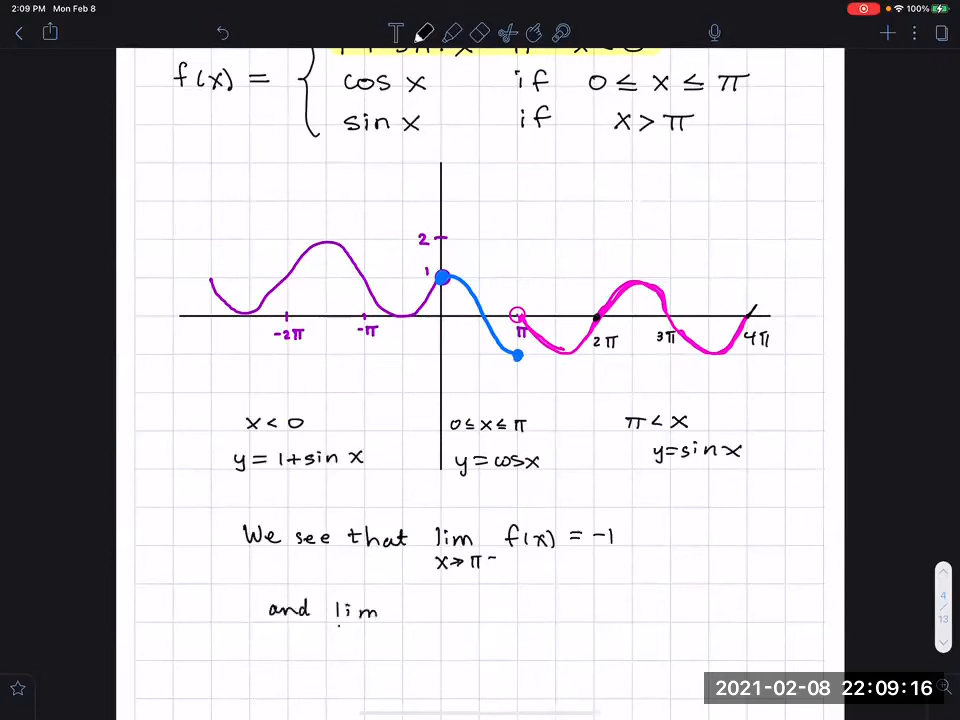 2:09 PM Mon Feb 8
100%
f(x) =
cos x if 0 ≤ x ≤ π
sin x if x > π
2
1
-2π -π π 2π 3π 4π
x < 0 0 ≤ x ≤ π π < x
y = 1 + sin x y = cos x y = sin x
We see that lim f(x) = -1
x → π⁻
and lim
4
/
13
2021-02-08 22:09:16